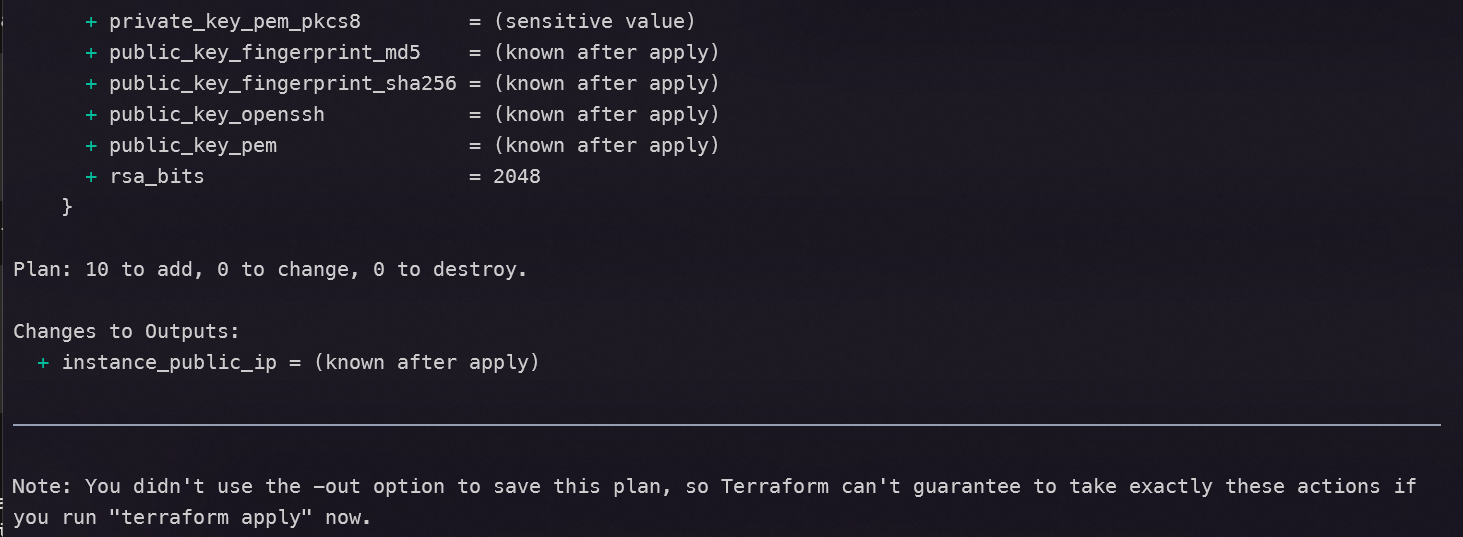 + private_key_pem_pkcs8         = (sensitive value)
+ public_key_fingerprint_md5    = (known after apply)
+ public_key_fingerprint_sha256 = (known after apply)
+ public_key_openssh            = (known after apply)
+ public_key_pem                = (known after apply)
+ rsa_bits                      = 2048
}
Plan: 10 to add, 0 to change, 0 to destroy.
Changes to Outputs:
+ instance_public_ip = (known after apply)
Note: You didn't use the -out option to save this plan, so Terraform can't guarantee to take exactly these actions if
you run "terraform apply" now.